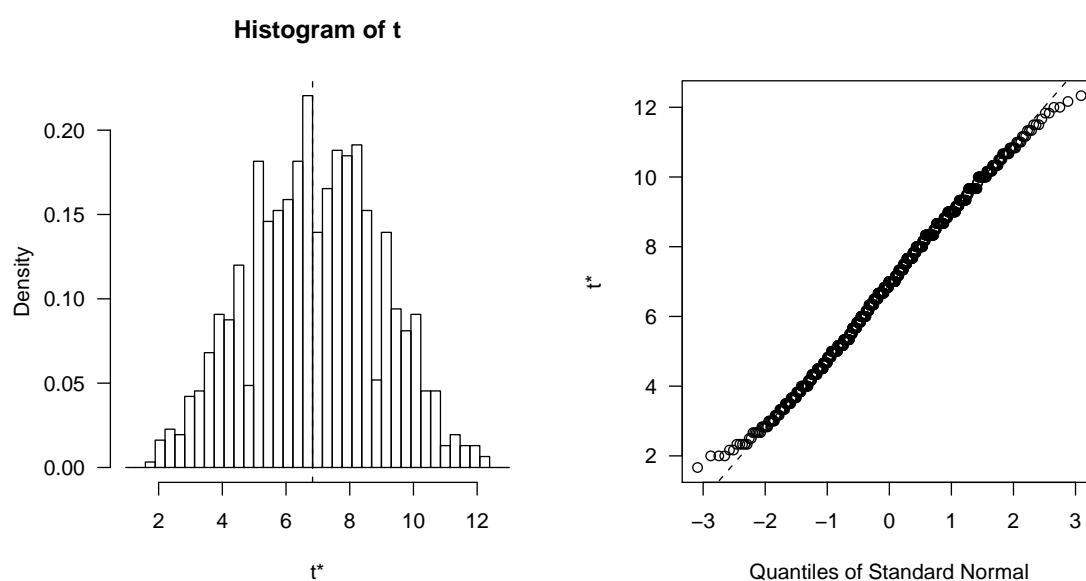 Histogram of t
Density
0.00
0.05
0.10
0.15
0.20
2 4 6 8 10 12
t*
t*
2
4
6
8
10
12
−3 −2 −1 0 1 2 3
Quantiles of Standard Normal